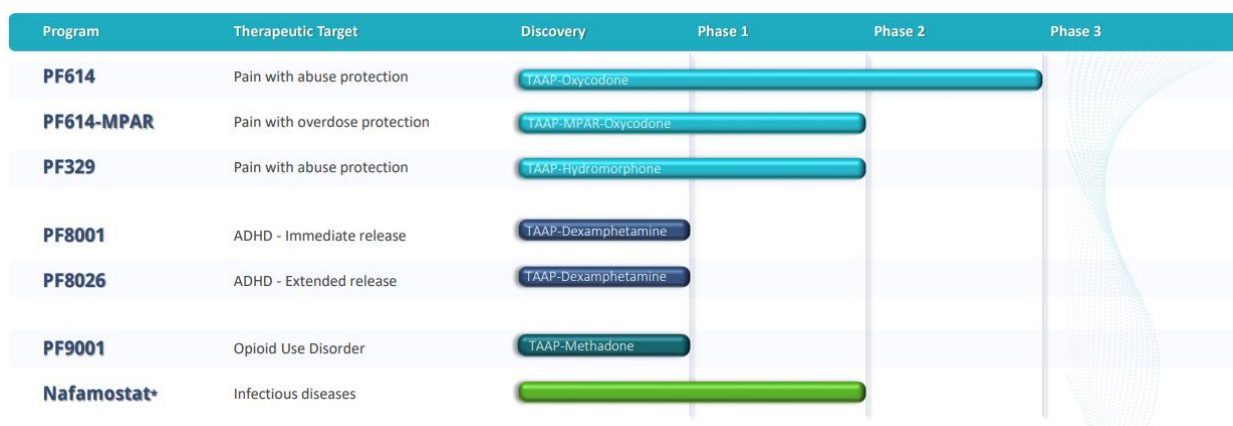 Program Therapeutic Target Discovery Phase 1 Phase 2 Phase 3
PF614 Pain with abuse protection TAAP-Oxycodone
PF614-MPAR Pain with overdose protection TAAP-MPAR-Oxycodone
PF329 Pain with abuse protection TAAP-Hydromorphone
PF8001 ADHD - Immediate release TAAP-Dexamphetamine
PF8026 ADHD - Extended release TAAP-Dexamphetamine
PF9001 Opioid Use Disorder TAAP-Methadone
Nafamostat* Infectious diseases